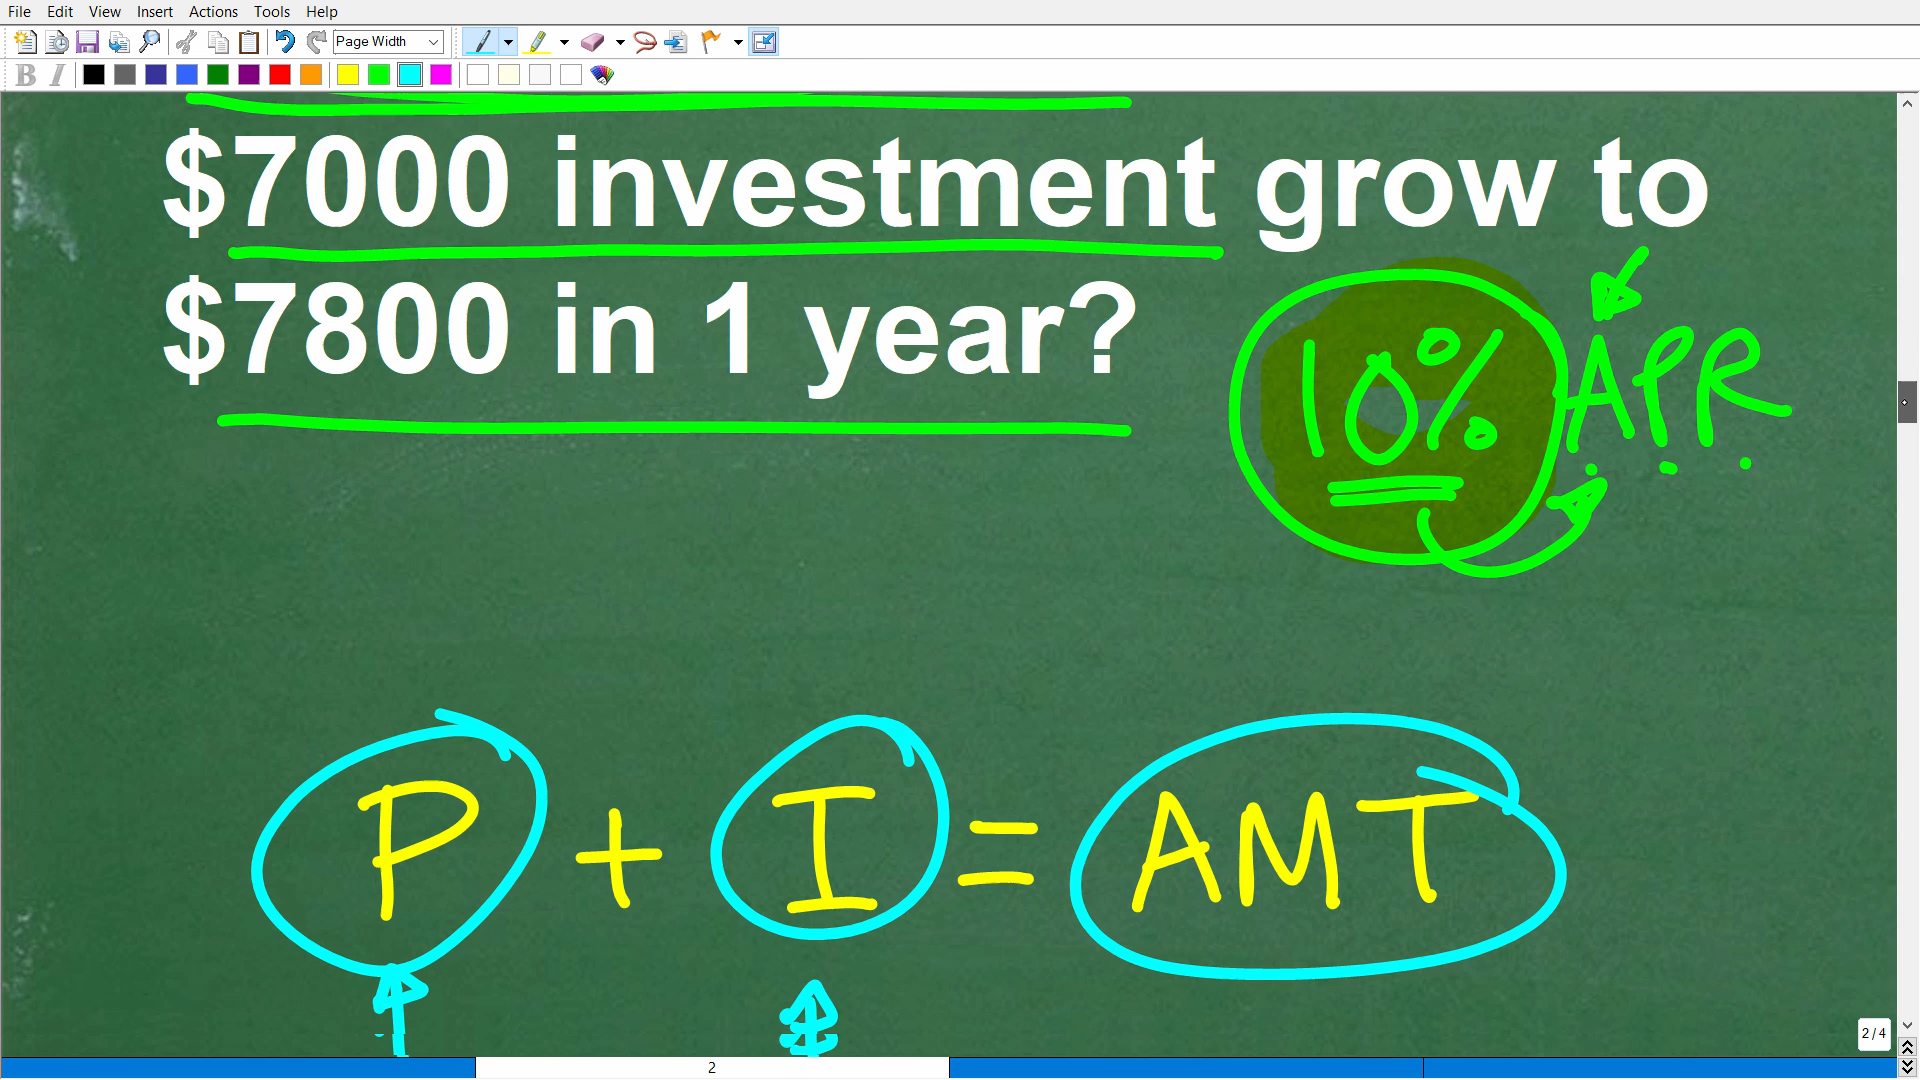 File Edit View Insert Actions Tools Help
Page Width
B I
$7000 investment grow to
$7800 in 1 year?
10% APR
P + I = AMT
2 / 4
2